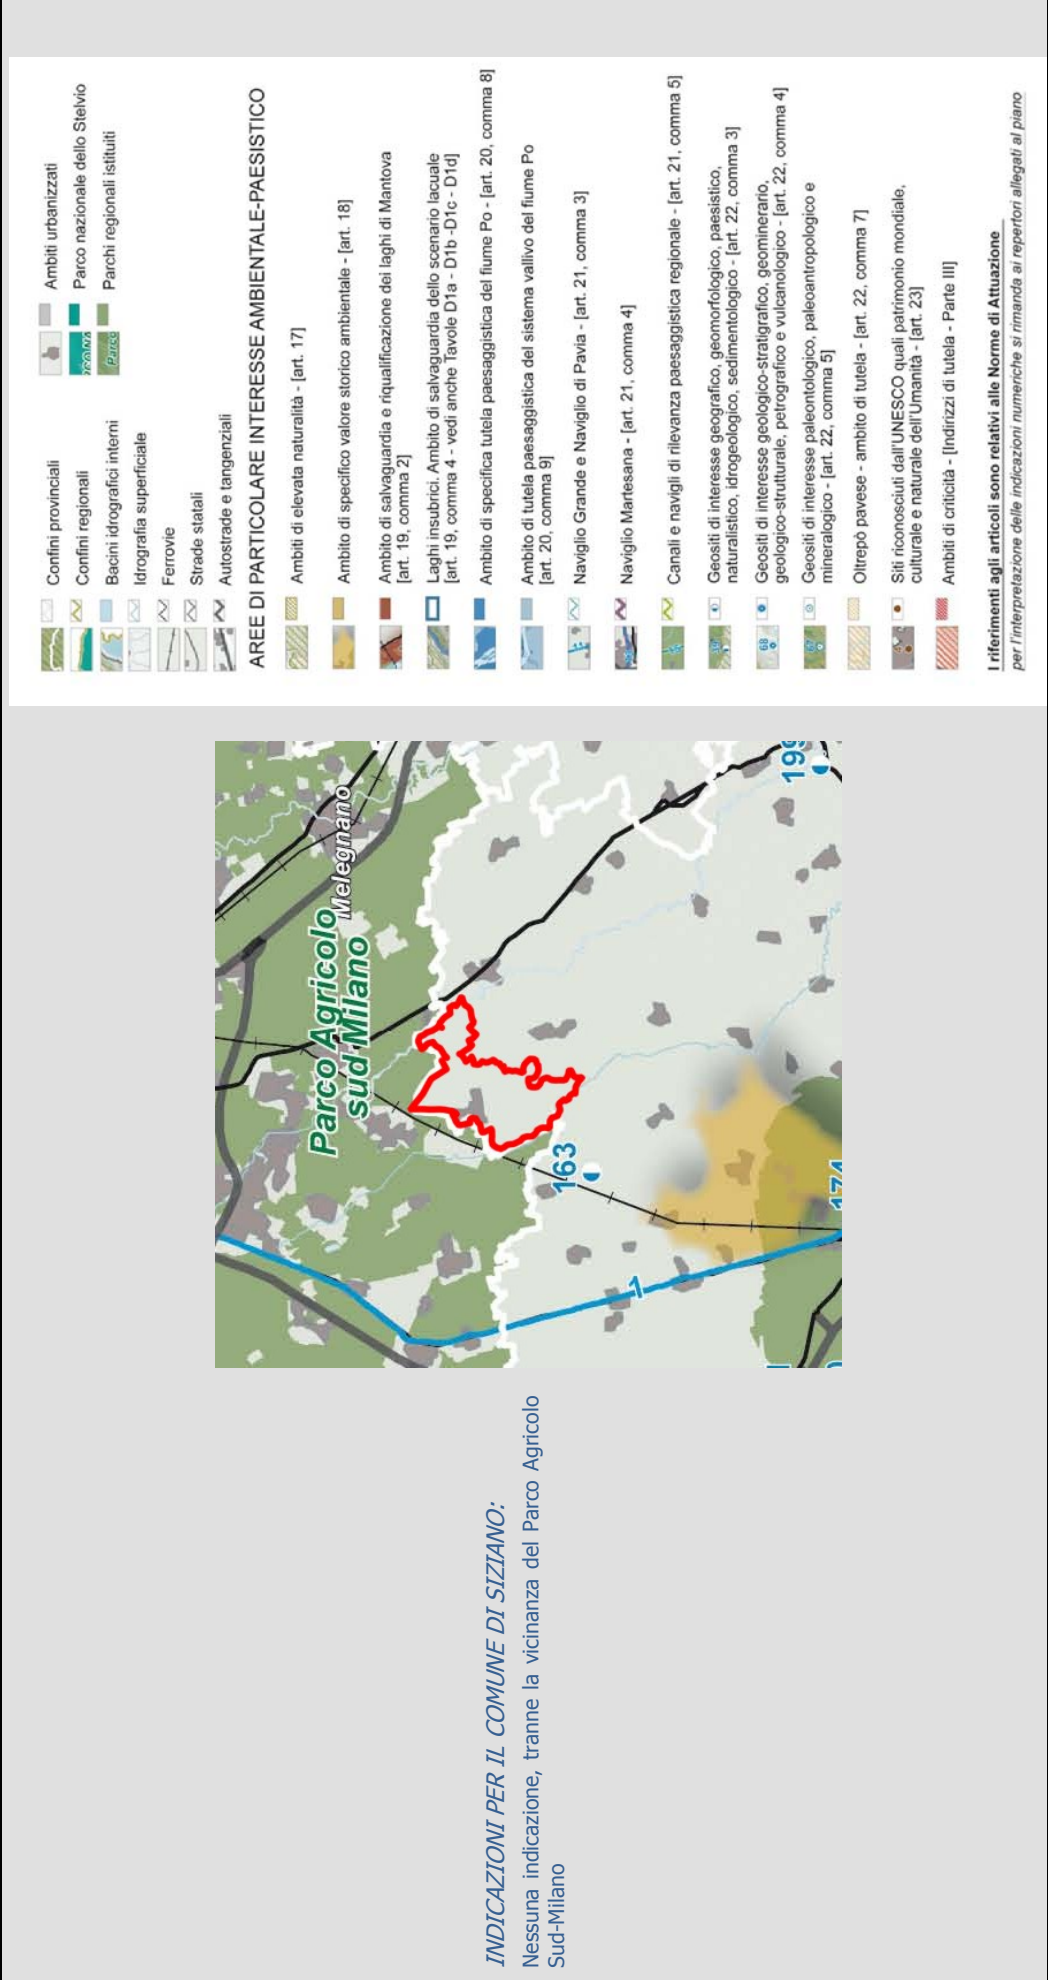 INDICAZIONI PER IL COMUNE DI SIZIANO:
Nessuna indicazione, tranne la vicinanza del Parco Agricolo
Sud-Milano
Parco Agricolo
sud Milano
Melegnano
163
1
174
199
Confini provinciali
Confini regionali
Bacini idrografici interni
Idrografia superficiale
Ferrovie
Strade statali
Autostrade e tangenziali
Ambiti urbanizzati
Parco nazionale dello Stelvio
Parchi regionali istituiti
Parco
AREE DI PARTICOLARE INTERESSE AMBIENTALE-PAESISTICO
Ambiti di elevata naturalità - [art. 17]
Ambito di specifico valore storico ambientale - [art. 18]
Ambito di salvaguardia e riqualificazione dei laghi di Mantova
[art. 19, comma 2]
Laghi insubrici. Ambito di salvaguardia dello scenario lacuale
[art. 19, comma 4 - vedi anche Tavole D1a - D1b -D1c - D1d]
Ambito di specifica tutela paesaggistica del fiume Po - [art. 20, comma 8]
Ambito di tutela paesaggistica del sistema vallivo del fiume Po
[art. 20, comma 9]
Naviglio Grande e Naviglio di Pavia - [art. 21, comma 3]
Naviglio Martesana - [art. 21, comma 4]
Canali e navigli di rilevanza paesaggistica regionale - [art. 21, comma 5]
Geositi di interesse geografico, geomorfologico, paesistico,
naturalistico, idrogeologico, sedimentologico - [art. 22, comma 3]
68
Geositi di interesse geologico-stratigrafico, geominerario,
geologico-strutturale, petrografico e vulcanologico - [art. 22, comma 4]
67
Geositi di interesse paleontologico, paleoantropologico e
mineralogico - [art. 22, comma 5]
Oltrepò pavese - ambito di tutela - [art. 22, comma 7]
Siti riconosciuti dall'UNESCO quali patrimonio mondiale,
culturale e naturale dell'Umanità - [art. 23]
Ambiti di criticità - [Indirizzi di tutela - Parte III]
I riferimenti agli articoli sono relativi alle Norme di Attuazione
per l'interpretazione delle indicazioni numeriche si rimanda ai repertori allegati al piano